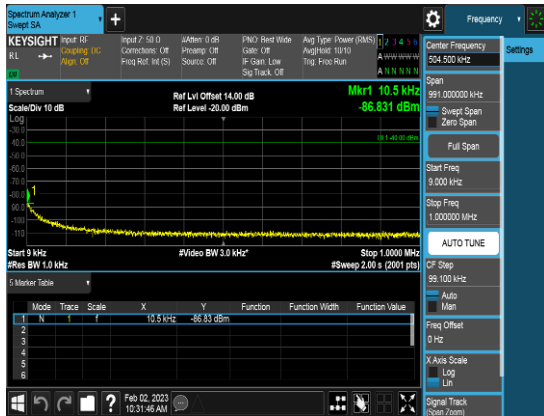 Spectrum Analyzer 1
Swept SA
+
Frequency
KEYSIGHT
RL
Input: RF
Coupling: DC
Align: Off
Input Z: 50 Ω
Corrections: Off
Freq Ref: Int (S)
#Atten: 0 dB
Preamp: Off
Source: Off
PNO: Best Wide
Gate: Off
IF Gain: Low
Sig Track: Off
Avg Type: Power (RMS)
Avg|Hold: 10/10
Trig: Free Run
1 2 3 4 5 6
A WW WW W
A N N N N N
1 Spectrum
Scale/Div 10 dB
Ref Lvl Offset 14.00 dB
Ref Level -20.00 dBm
Mkr1 10.5 kHz
-86.831 dBm
Log
-30.0
-40.0
-50.0
-60.0
-70.0
-80.0
-90.0
-100
-110
1
Start 9 kHz
#Res BW 1.0 kHz
#Video BW 3.0 kHz*
Stop 1.0000 MHz
#Sweep 2.00 s (2001 pts)
5 Marker Table
Mode Trace Scale X Y Function Function Width Function Value
1 N 1 f 10.5 kHz -86.83 dBm
2
3
4
5
6
Feb 02, 2023
10:31:46 AM
Center Frequency
504.500 kHz
Settings
Span
991.000000 kHz
Swept Span
Zero Span
Full Span
Start Freq
9.000 kHz
Stop Freq
1.000000 MHz
AUTO TUNE
CF Step
99.100 kHz
Auto
Man
Freq Offset
0 Hz
X Axis Scale
Log
Lin
Signal Track
(Span Zoom)